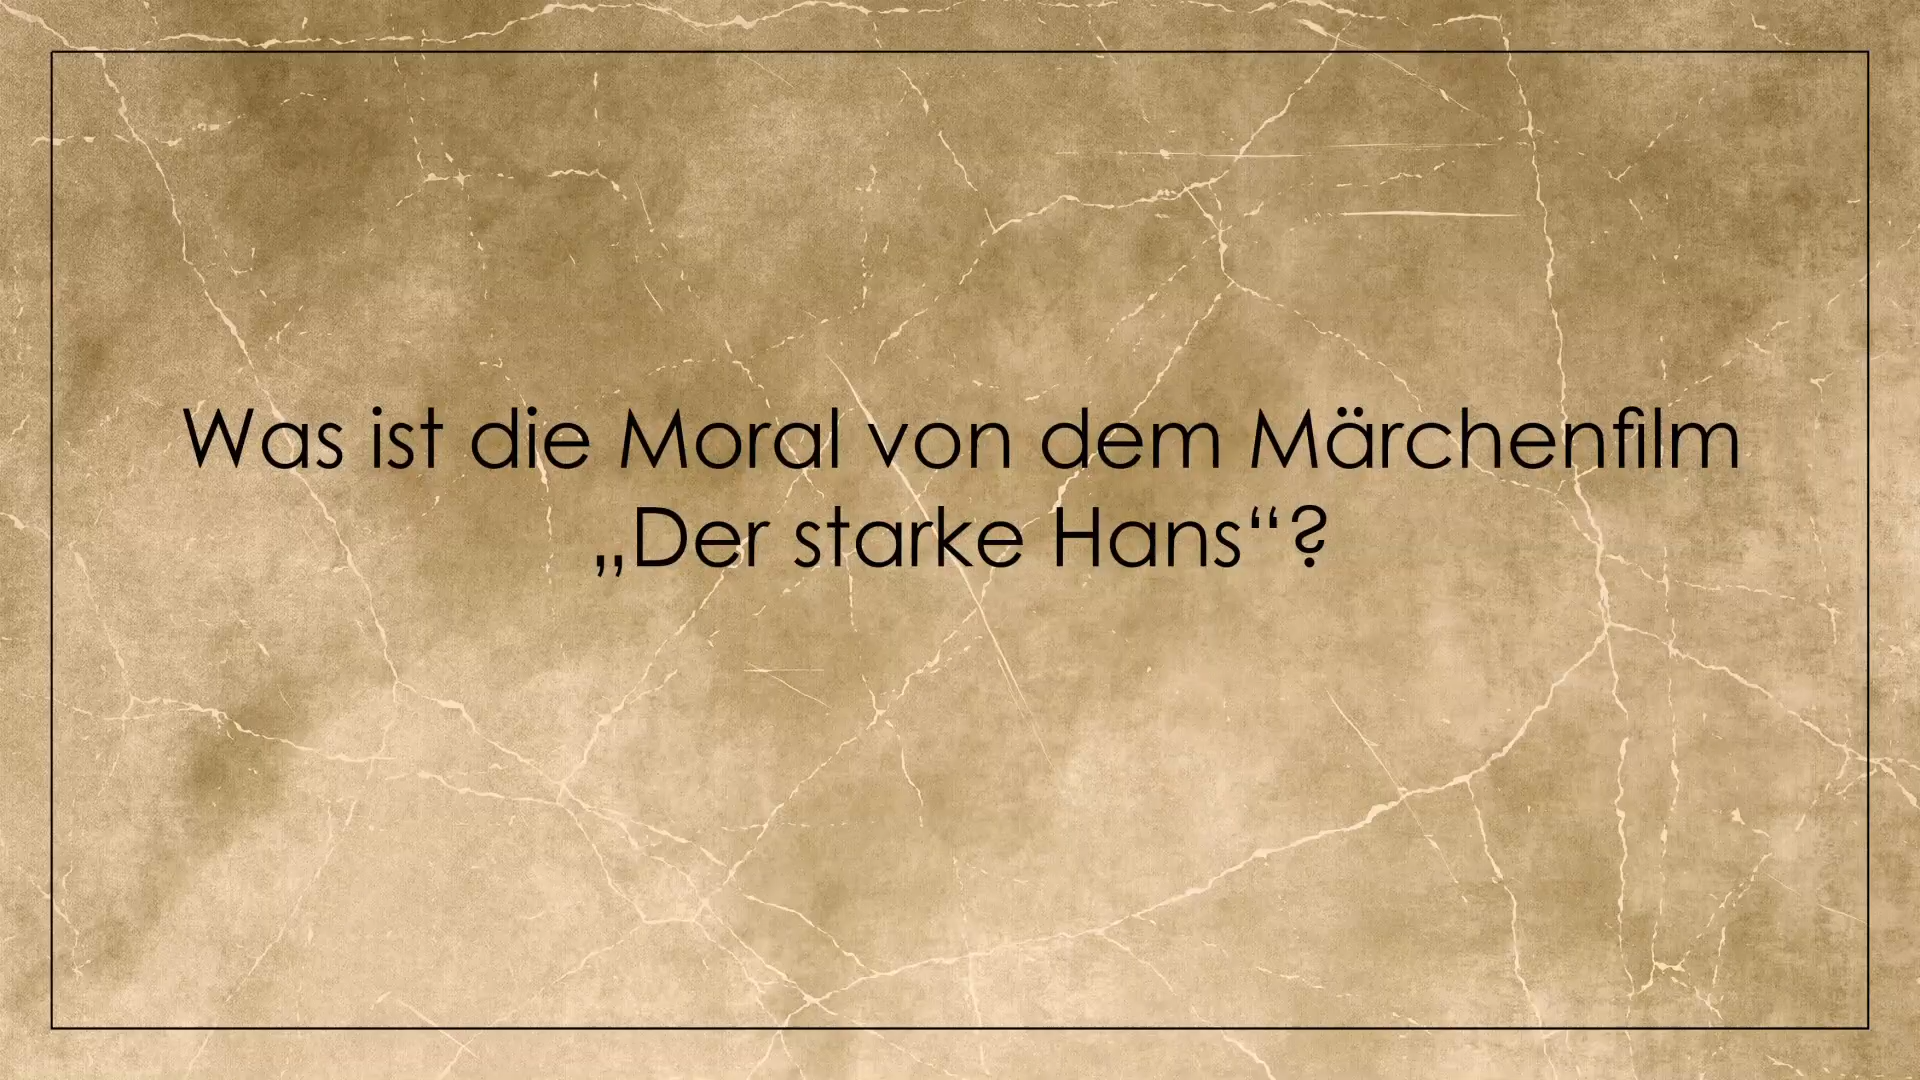 Was ist die Moral von dem Märchenfilm
„Der starke Hans“?